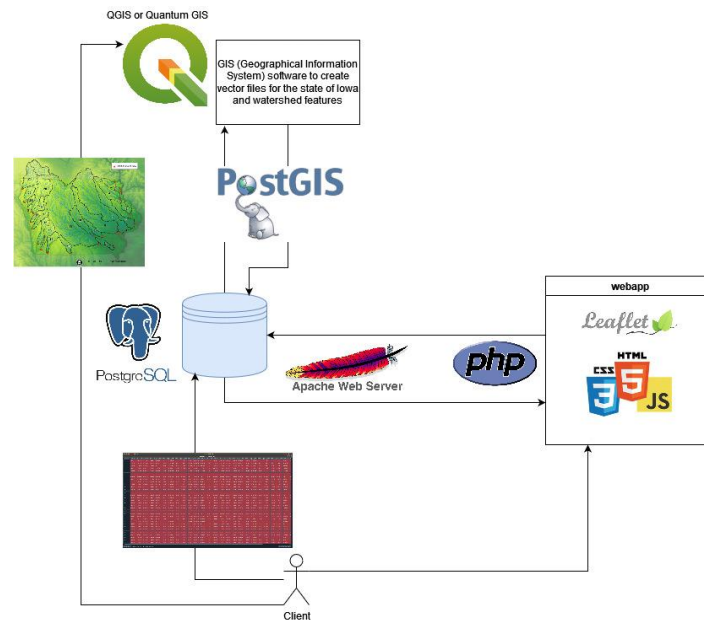 QGIS or Quantum GIS
GIS (Geographical Information
System) software to create
vector files for the state of Iowa
and watershed features
PostGIS
webapp
Leaflet
HTML
CSS
5
3
JS
PostgreSQL
Apache Web Server
php
Client